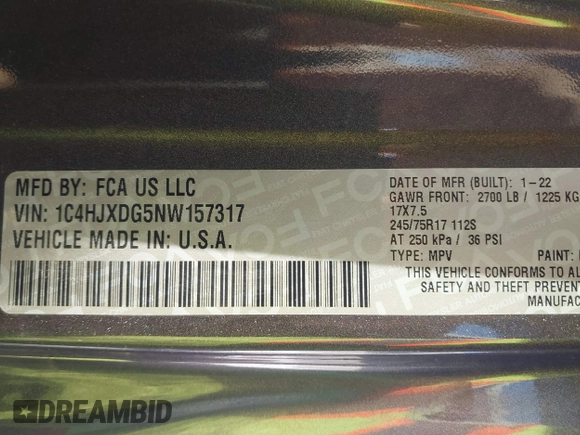 MFD BY: FCA US LLC
VIN: 1C4HJXDG5NW157317
VEHICLE MADE IN: U.S.A.
DATE OF MFR (BUILT): 1-22
GAWR FRONT: 2700 LB / 1225 KG
17X7.5
245/75R17 112S
AT 250 kPa / 36 PSI
TYPE: MPV PAINT:
THIS VEHICLE CONFORMS TO AL
SAFETY AND THEFT PREVENT
MANUFAC
DREAMBID